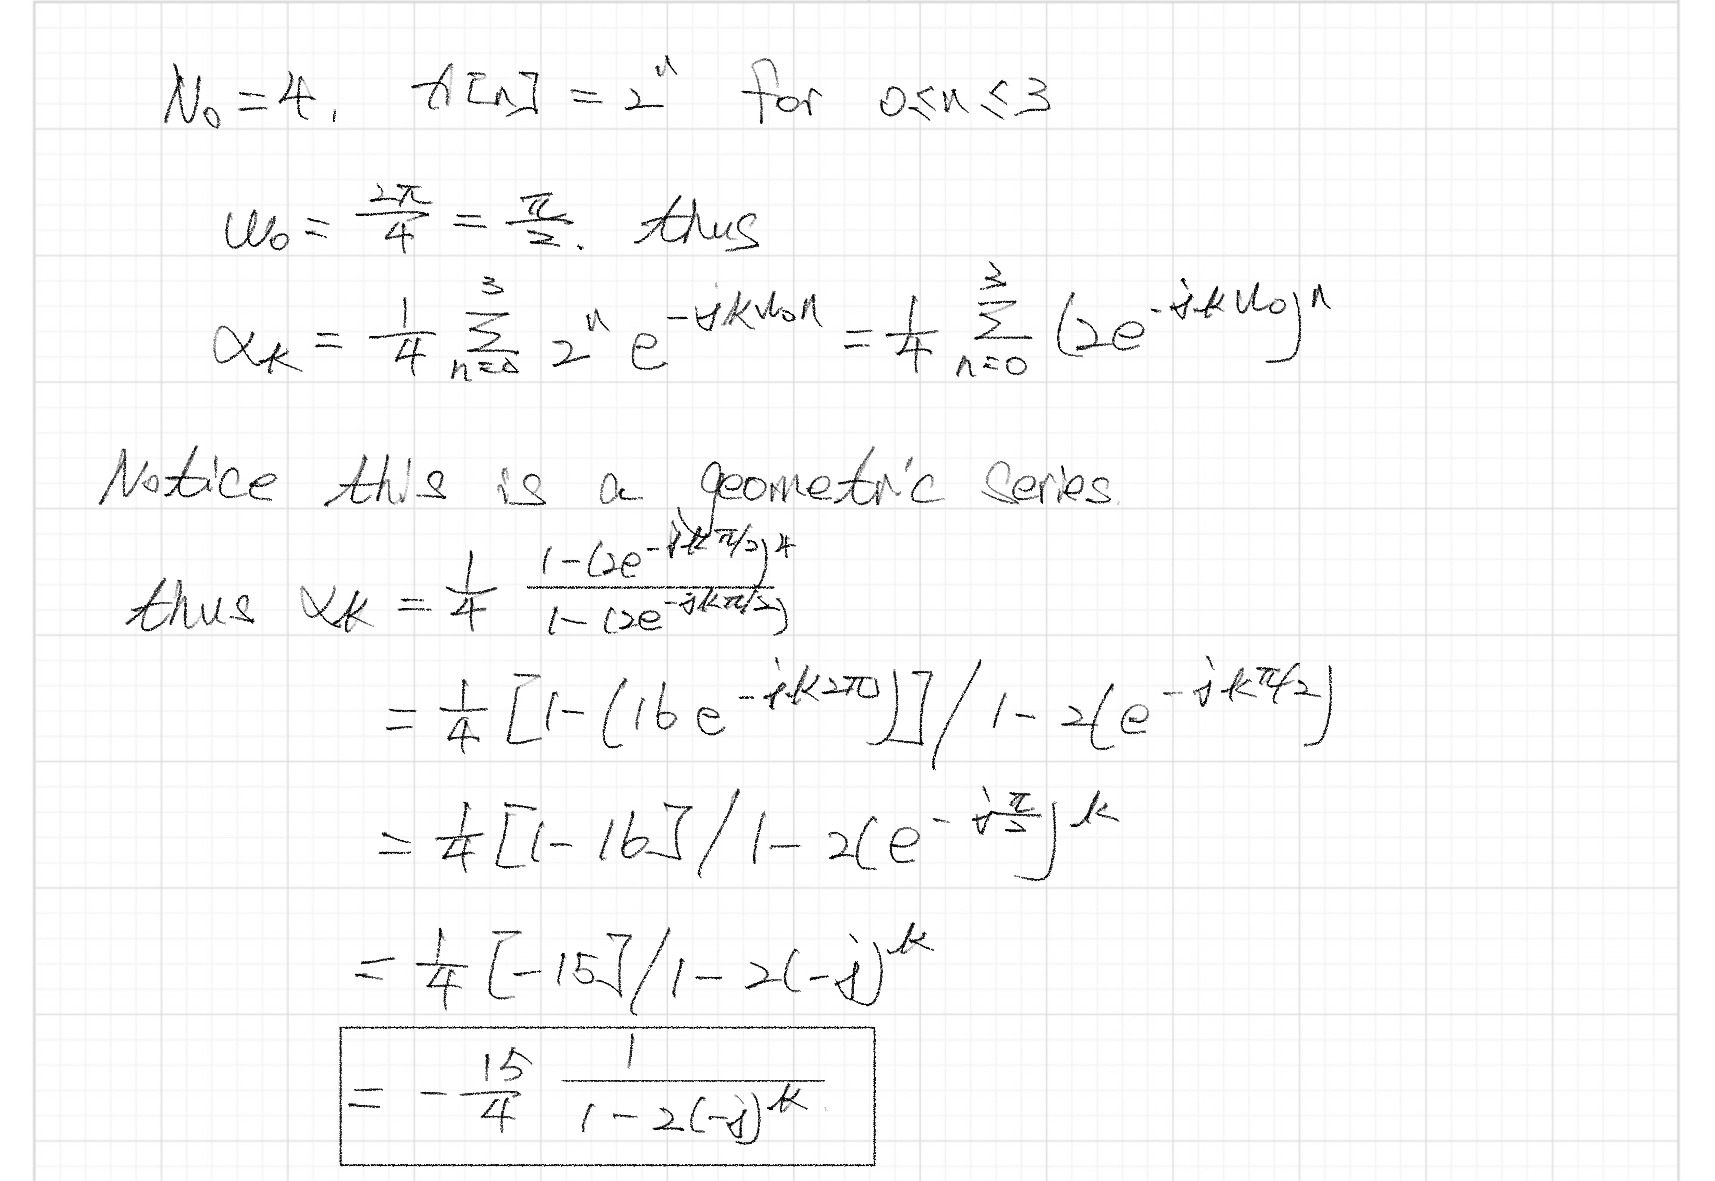 N₀ = 4, x[n] = 2ⁿ for 0 ≤ n ≤ 3
ω₀ = 2π/4 = π/2. thus
αk = 1/4 Σ_{n=0}^{3} 2ⁿ e^{-jkω₀n} = 1/4 Σ_{n=0}^{3} (2e^{-jkω₀})ⁿ
Notice this is a geometric series.
thus αk = 1/4 (1-(2e^{-jkπ/2})^4)/(1-(2e^{-jkπ/2}))
= 1/4 [1-(16e^{-jk2π})]/1-2(e^{-jkπ/2})
= 1/4 [1-16]/1-2(e^{-jπ/2})^k
= 1/4 [-15]/1-2(-j)^k
= - 15/4 1/(1-2(-j)^k)